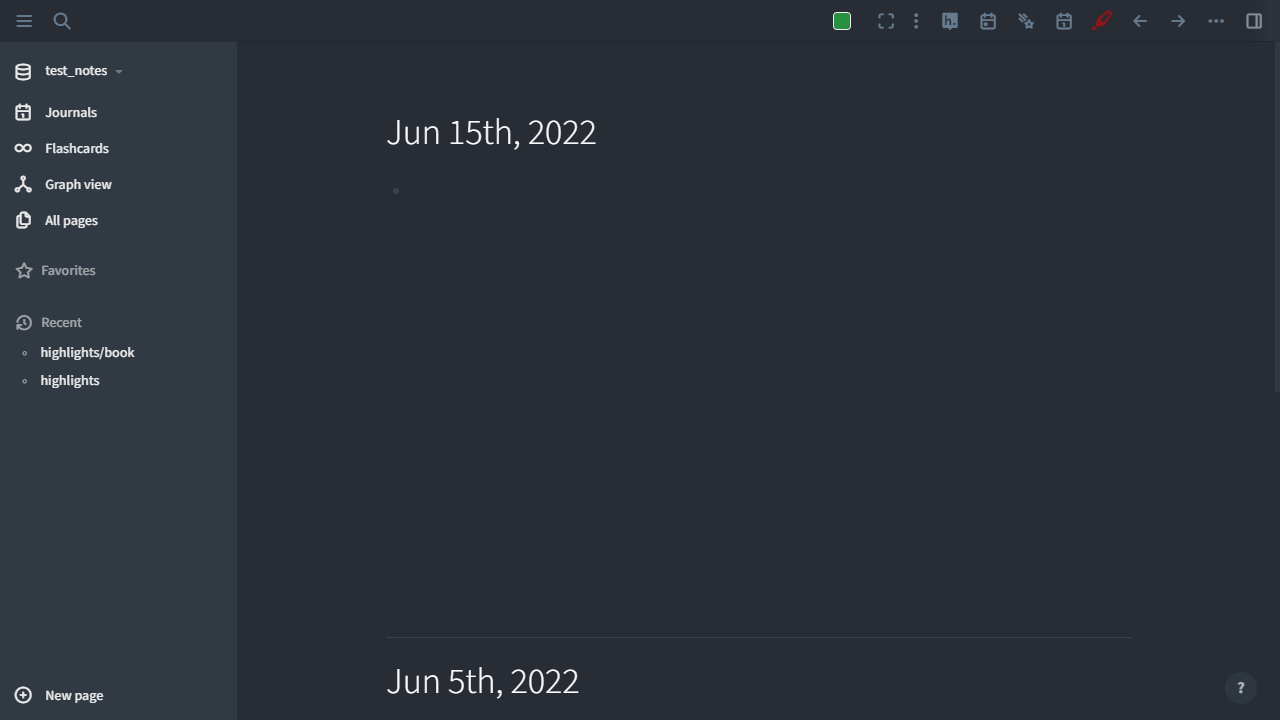 test_notes
Journals
Flashcards
Graph view
All pages
Favorites
Recent
highlights/book
highlights
New page
h.
1
Jun 15th, 2022
Jun 5th, 2022
?